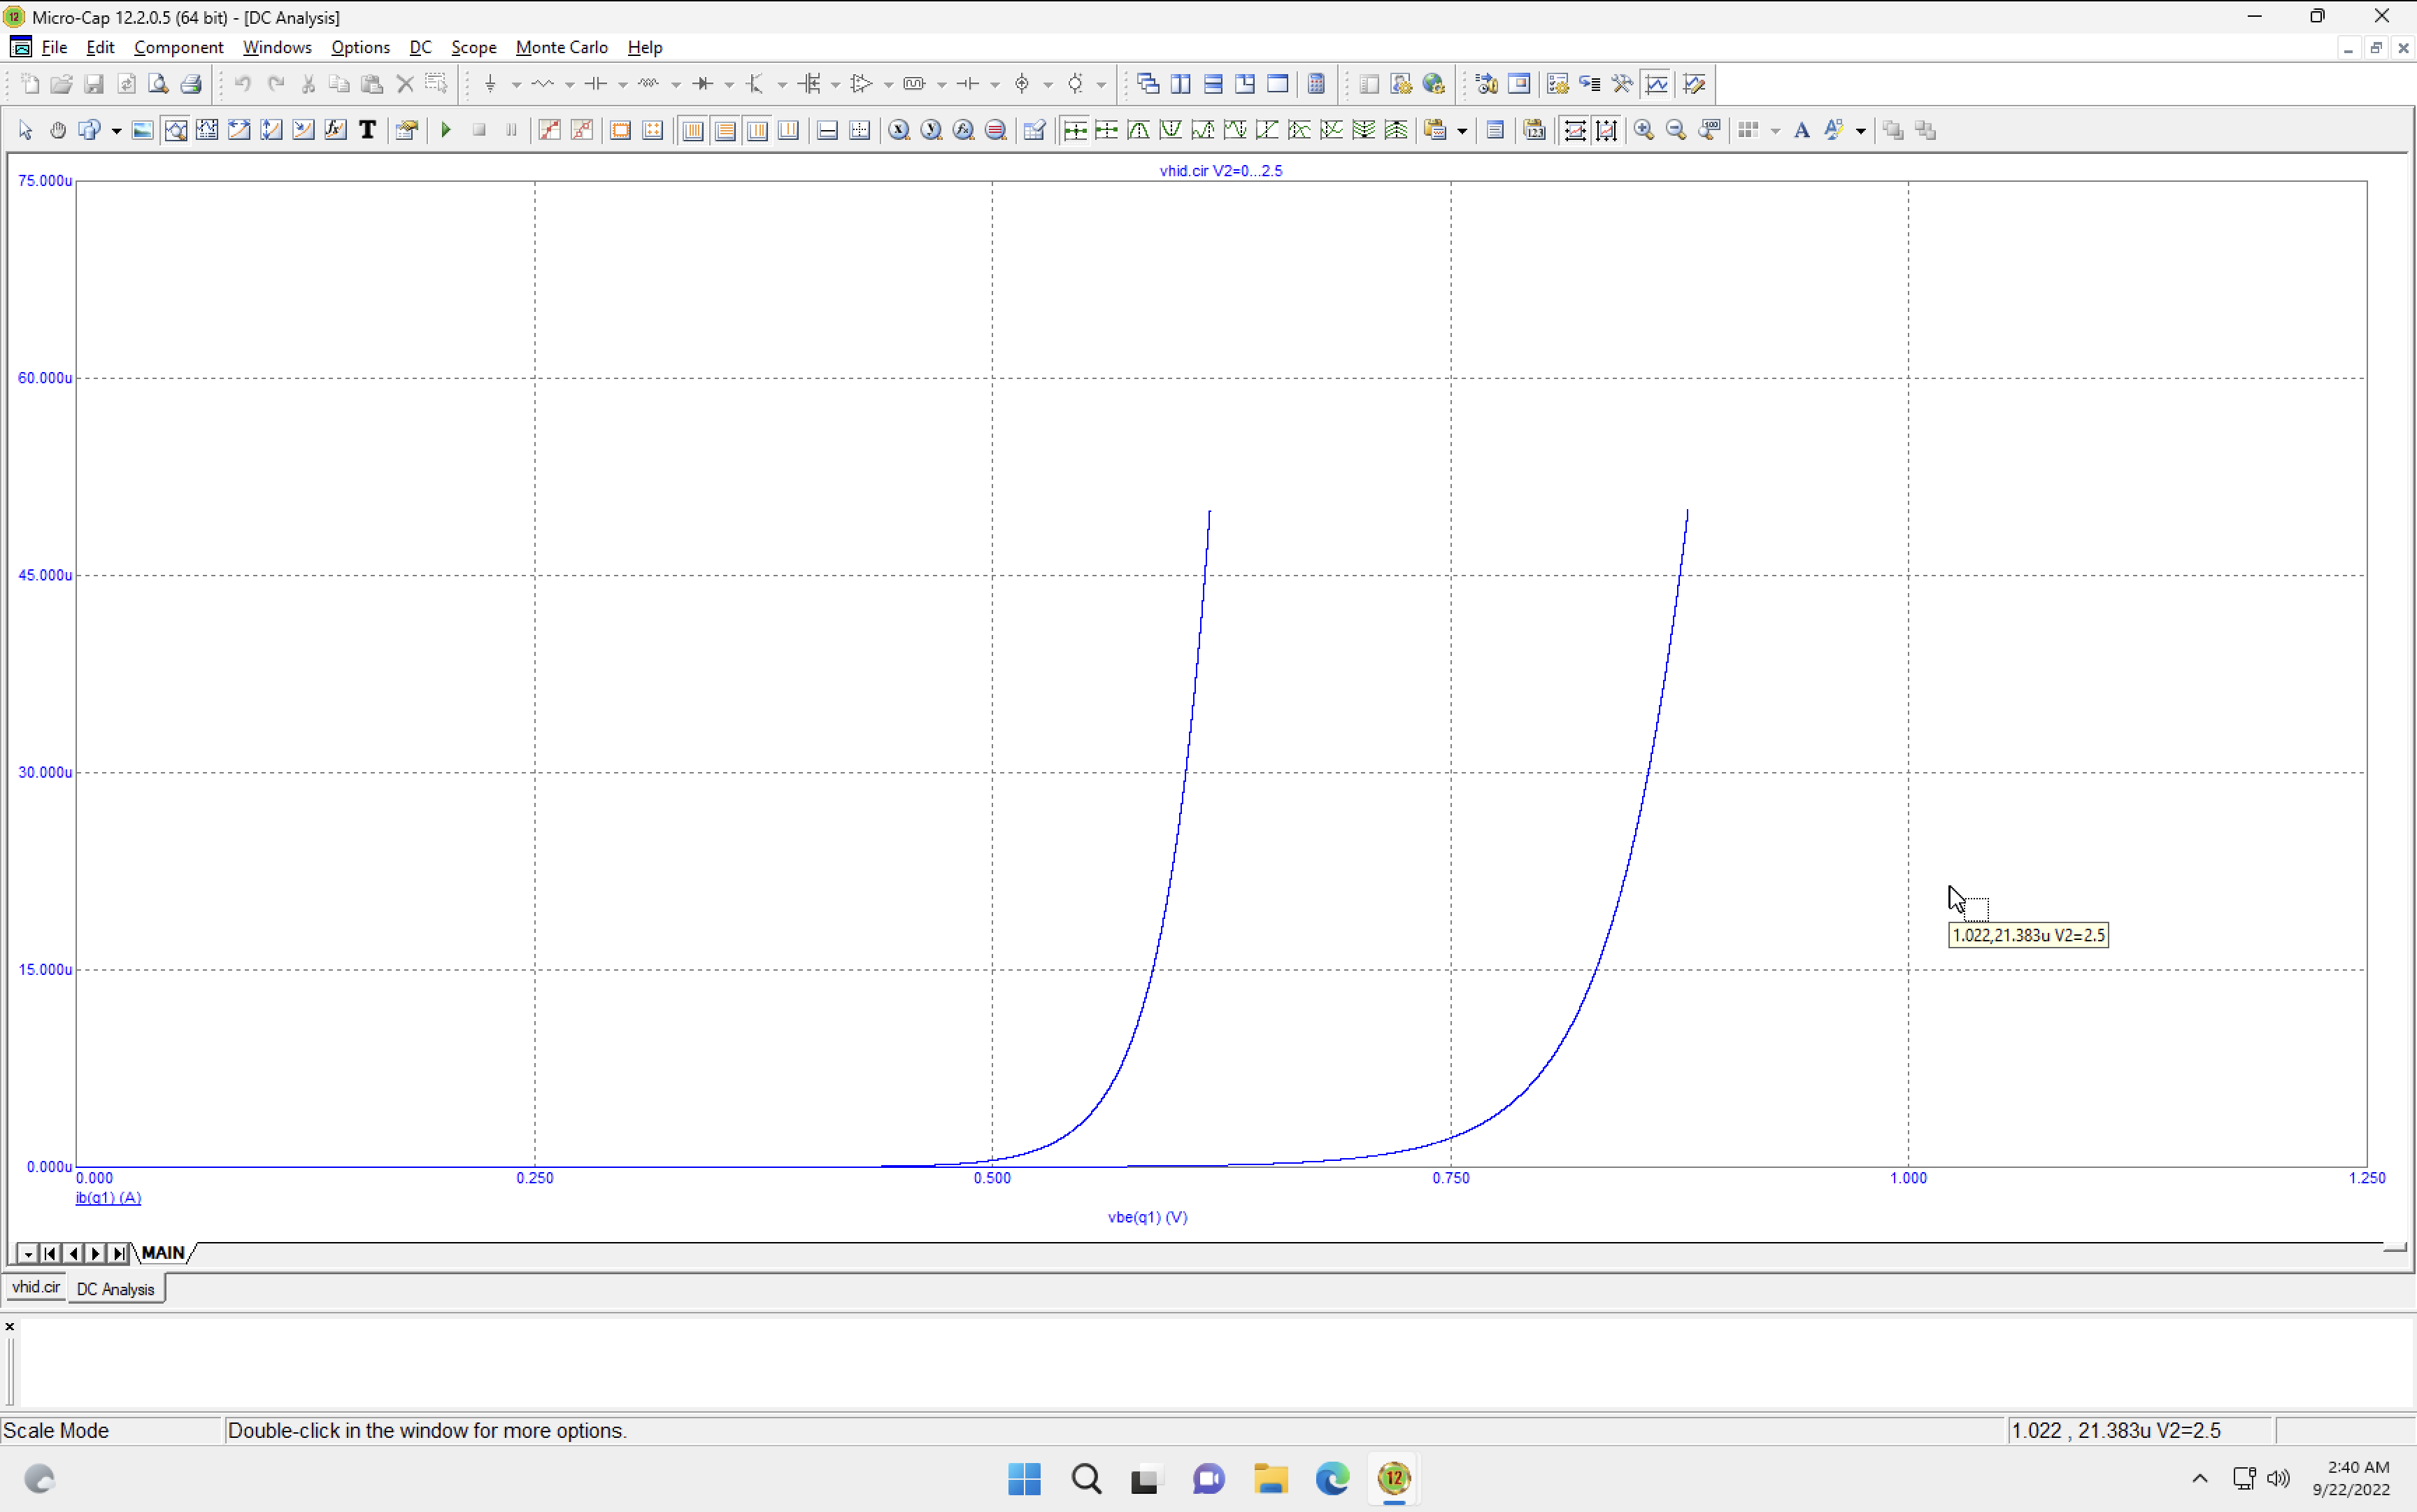 Micro-Cap 12.2.0.5 (64 bit) - [DC Analysis]
File Edit Component Windows Options DC Scope Monte Carlo Help
vhid.cir V2=0...2.5
75.000u
60.000u
45.000u
30.000u
15.000u
0.000u
1.022,21.383u V2=2.5
0.000 0.250 0.500 0.750 1.000 1.250
ib(q1) (A)
vbe(q1) (V)
MAIN
vhid.cir DC Analysis
Scale Mode Double-click in the window for more options. 1.022 , 21.383u V2=2.5
2:40 AM
9/22/2022